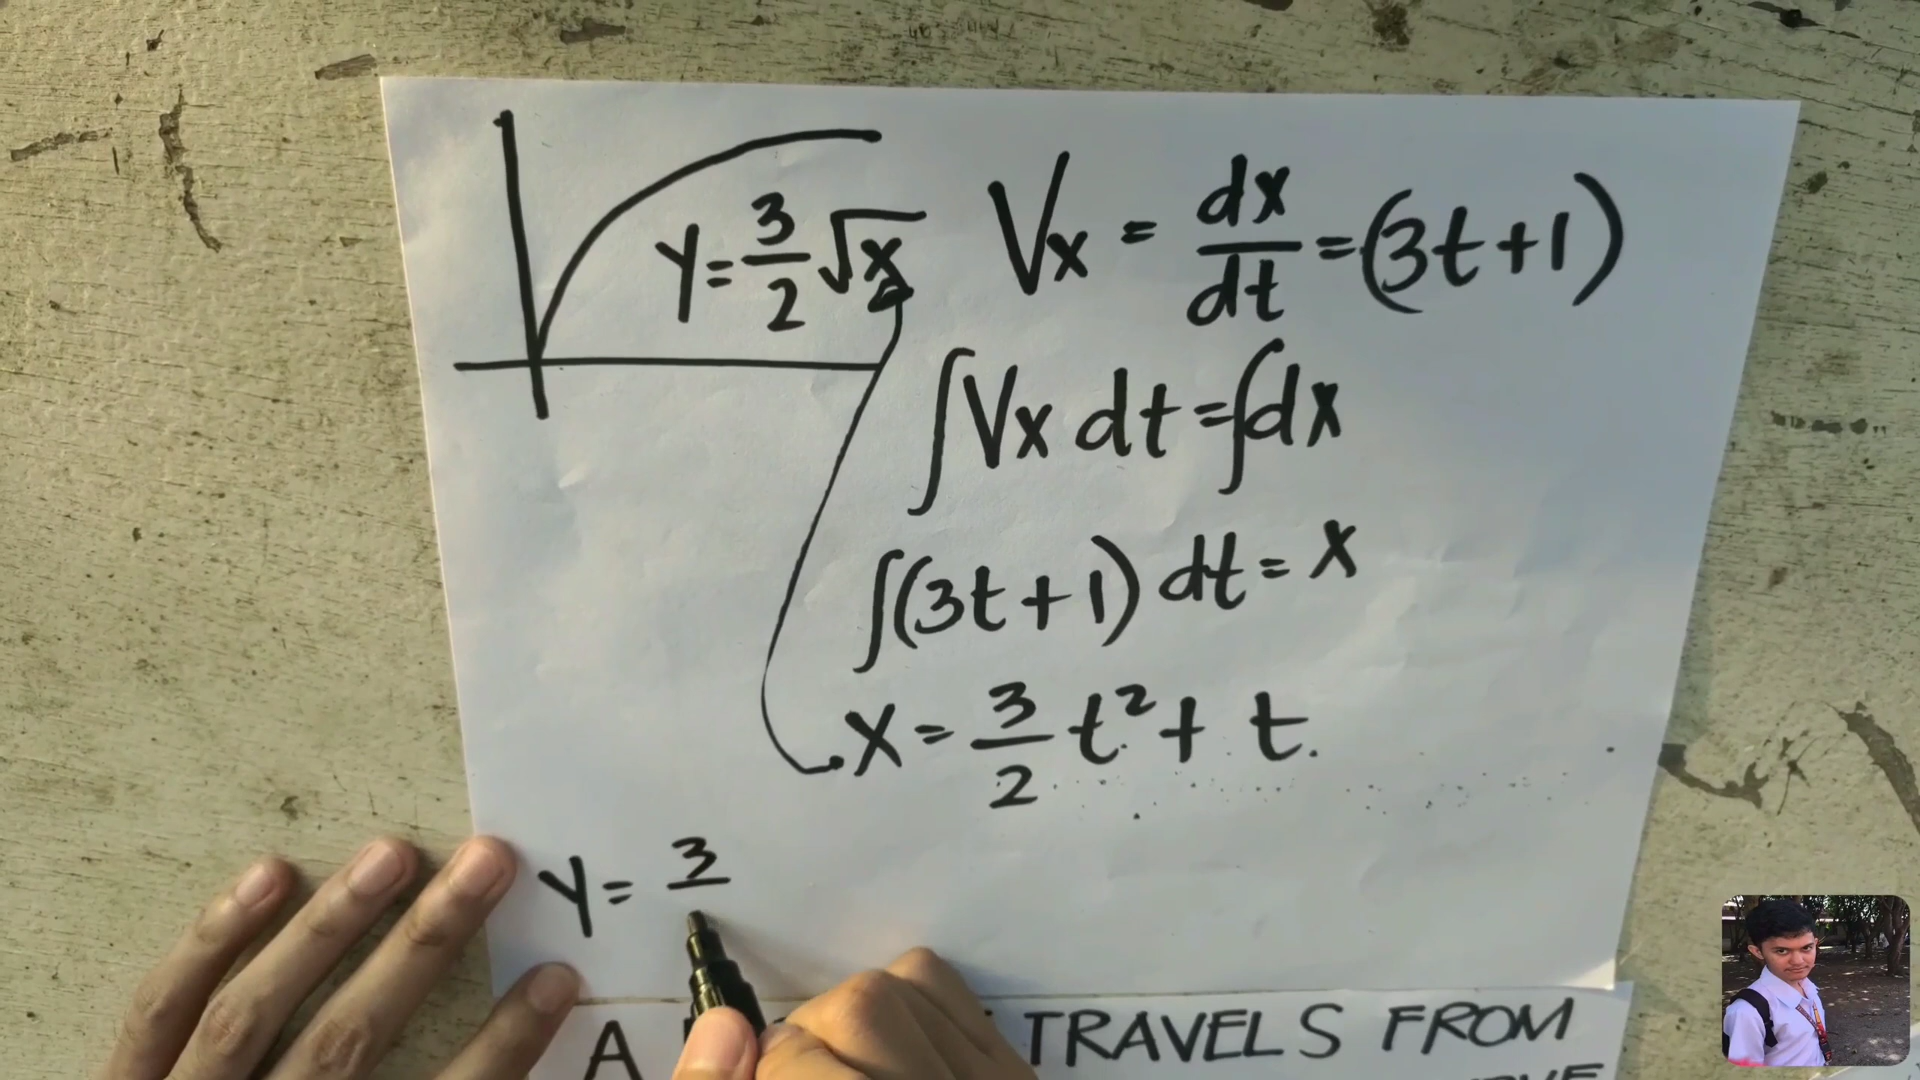 Y = 3/2 √x
Vx = dx/dt = (3t+1)
∫Vx dt = ∫dx
∫(3t+1) dt = x
X = 3/2 t² + t
Y = 3
A TRAVELS FROM